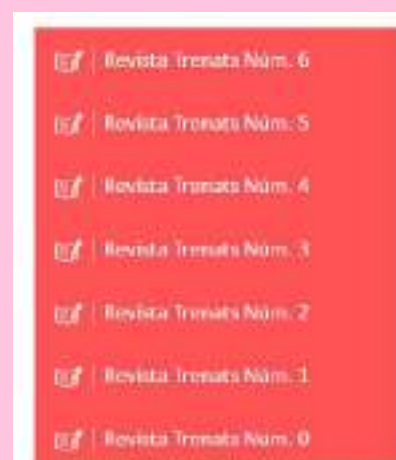 Revista Trenats Núm. 6
Revista Trenats Núm. 5
Revista Trenats Núm. 4
Revista Trenats Núm. 3
Revista Trenats Núm. 2
Revista Trenats Núm. 1
Revista Trenats Núm. 0